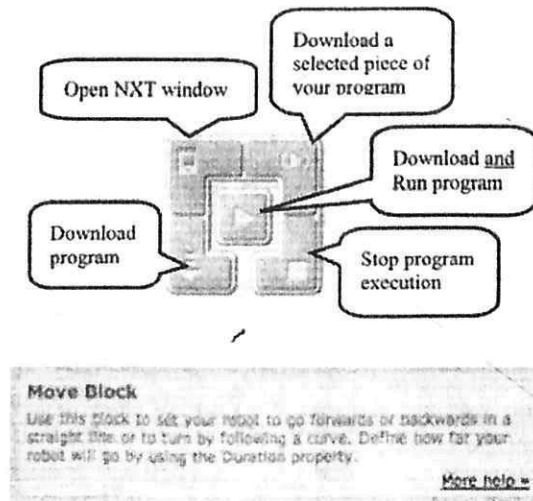 Download a
selected piece of
your program
Open NXT window
Download and
Run program
Download
program
Stop program
execution
Move Block
Use this block to set your robot to go forwards or backwards in a
straight line or to turn by following a curve. Define how far your
robot will go by using the Duration property.
More help »